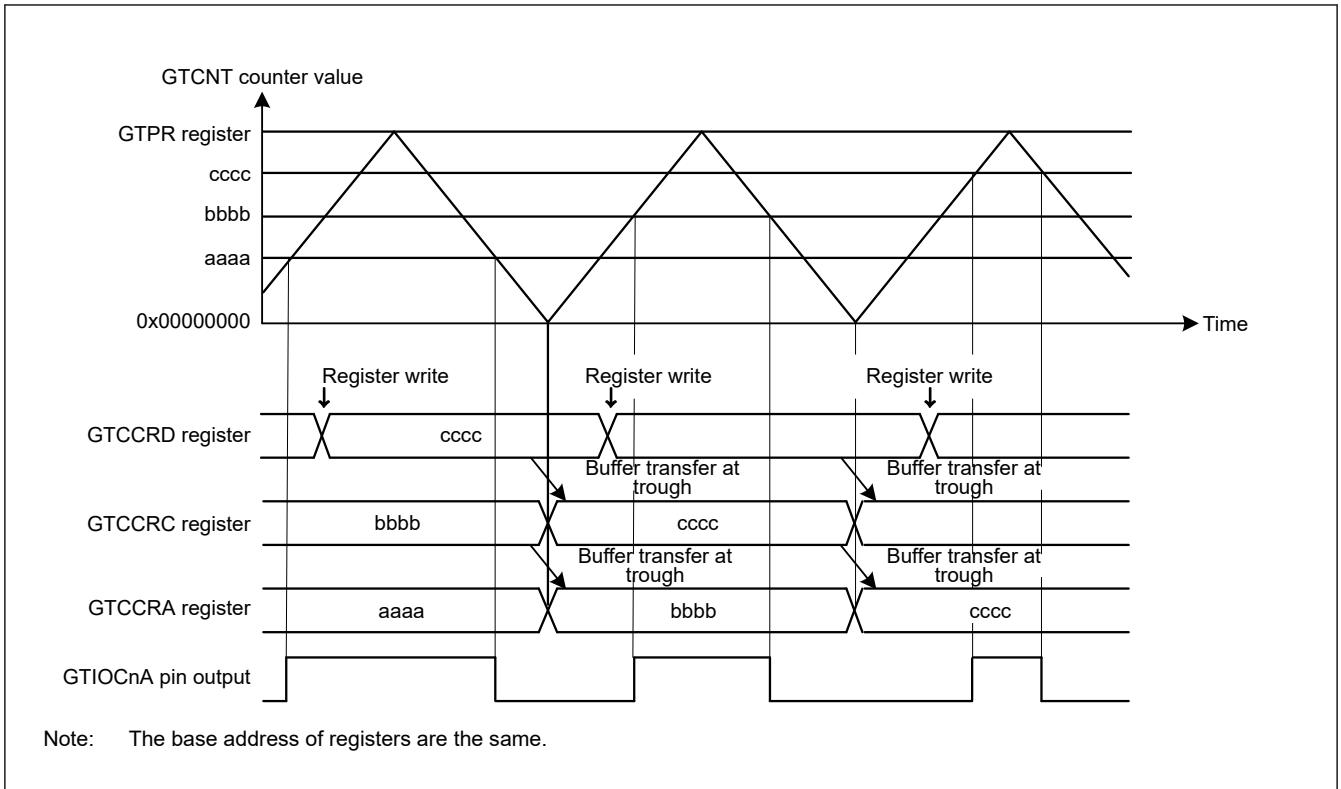 GTCNT counter value
GTPR register
cccc
bbbb
aaaa
0x00000000
Time
Register write
Register write
Register write
GTCCRD register
cccc
Buffer transfer at
trough
Buffer transfer at
trough
GTCCRC register
bbbb
cccc
Buffer transfer at
trough
Buffer transfer at
trough
GTCCRA register
aaaa
bbbb
cccc
GTIOCnA pin output
Note: The base address of registers are the same.